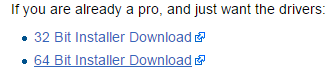 If you are already a pro, and just want the drivers:
32 Bit Installer Download
64 Bit Installer Download